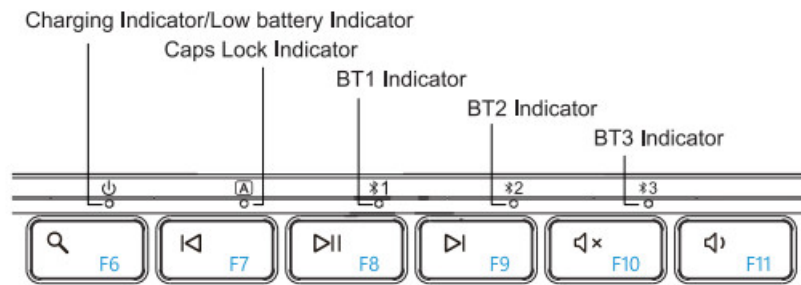 Charging Indicator/Low battery Indicator
Caps Lock Indicator
BT1 Indicator
BT2 Indicator
BT3 Indicator
A 1 2 3
F6 F7 F8 F9 F10 F11